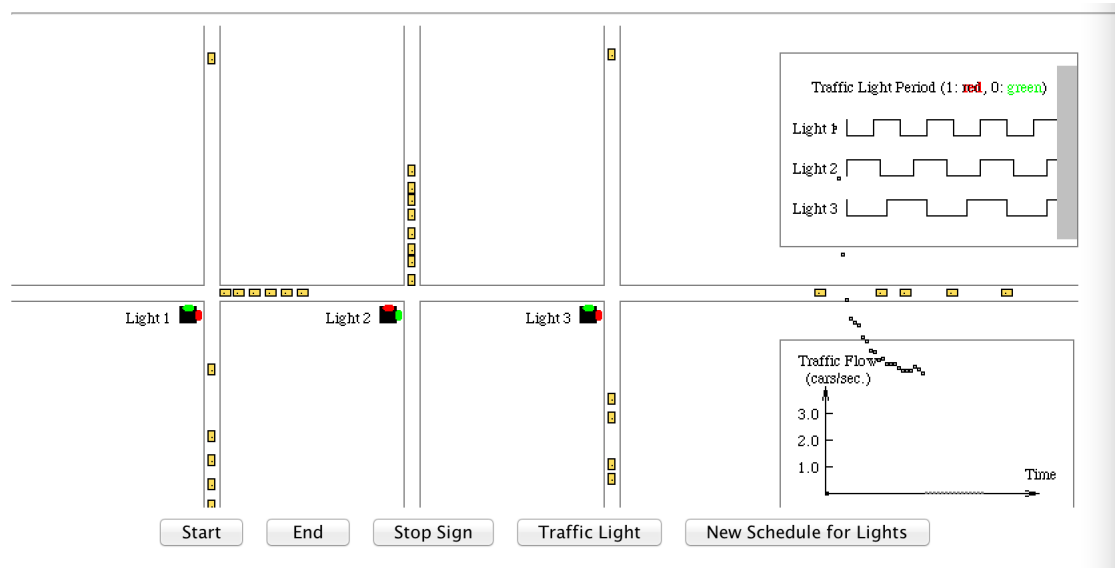 Traffic Light Period (1: red, 0: green)
Light 1
Light 2
Light 3
Light 1
Light 2
Light 3
Traffic Flow
(cars/sec.)
3.0
2.0
1.0
Time
Start
End
Stop Sign
Traffic Light
New Schedule for Lights